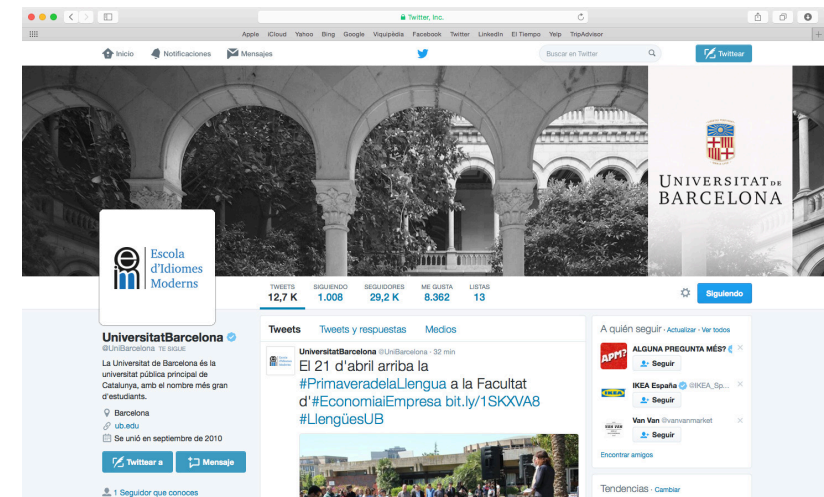 Twitter, Inc.
Apple iCloud Yahoo Bing Google Viquipèdia Facebook Twitter LinkedIn El Tiempo Yelp TripAdvisor
Inicio Notificaciones Mensajes Buscar en Twitter Twittear
UNIVERSITAT DE
BARCELONA
Escola
d'Idiomes
Moderns
TWEETS SIGUIENDO SEGUIDORES ME GUSTA LISTAS
12,7 K 1.008 29,2 K 8.362 13
Siguiendo
UniversitatBarcelona
@UniBarcelona TE SIGUE
La Universitat de Barcelona és la
universitat pública principal de
Catalunya, amb el nombre més gran
d'estudiants.
Barcelona
ub.edu
Se unió en septiembre de 2010
Twittear a Mensaje
1 Seguidor que conoces
Tweets Tweets y respuestas Medios
UniversitatBarcelona @UniBarcelona · 32 min
El 21 d'abril arriba la
#PrimaveradelaLlengua a la Facultat
d'#EconomiaiEmpresa bit.ly/1SKXVA8
#LlengüesUB
A quién seguir · Actualizar · Ver todos
APM?
ALGUNA PREGUNTA MÉS?
Seguir
IKEA
IKEA España @IKEA_Sp...
Seguir
VAN VAN
Van Van @vanvanmarket
Seguir
Encontrar amigos
Tendencias · Cambiar